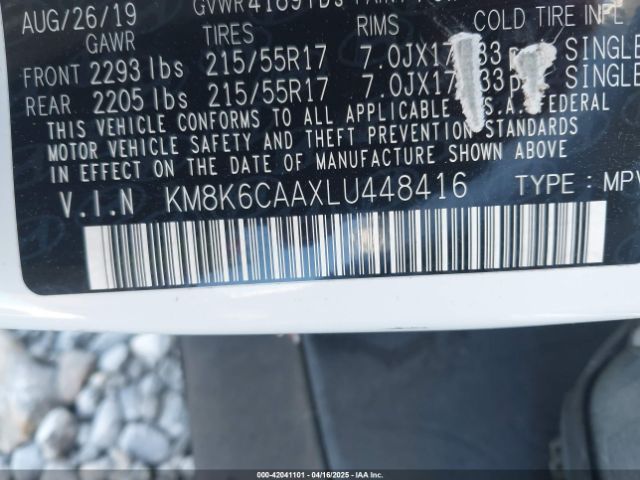 AUG/26/19 GVWR
GAWR TIRES RIMS COLD TIRE INFL
FRONT 2293 lbs 215/55R17 7.0JX17 33 SINGLE
REAR 2205 lbs 215/55R17 7.0JX17 33 SINGLE
THIS VEHICLE CONFORMS TO ALL APPLICABLE U.S.A. FEDERAL
MOTOR VEHICLE SAFETY AND THEFT PREVENTION STANDARDS
IN EFFECT ON THE DATE OF MANUFACTURE SHOWN ABOVE
V.I.N KM8K6CAAXLU448416 TYPE : MPV
000-42041101 - 04/16/2025 - IAA Inc.